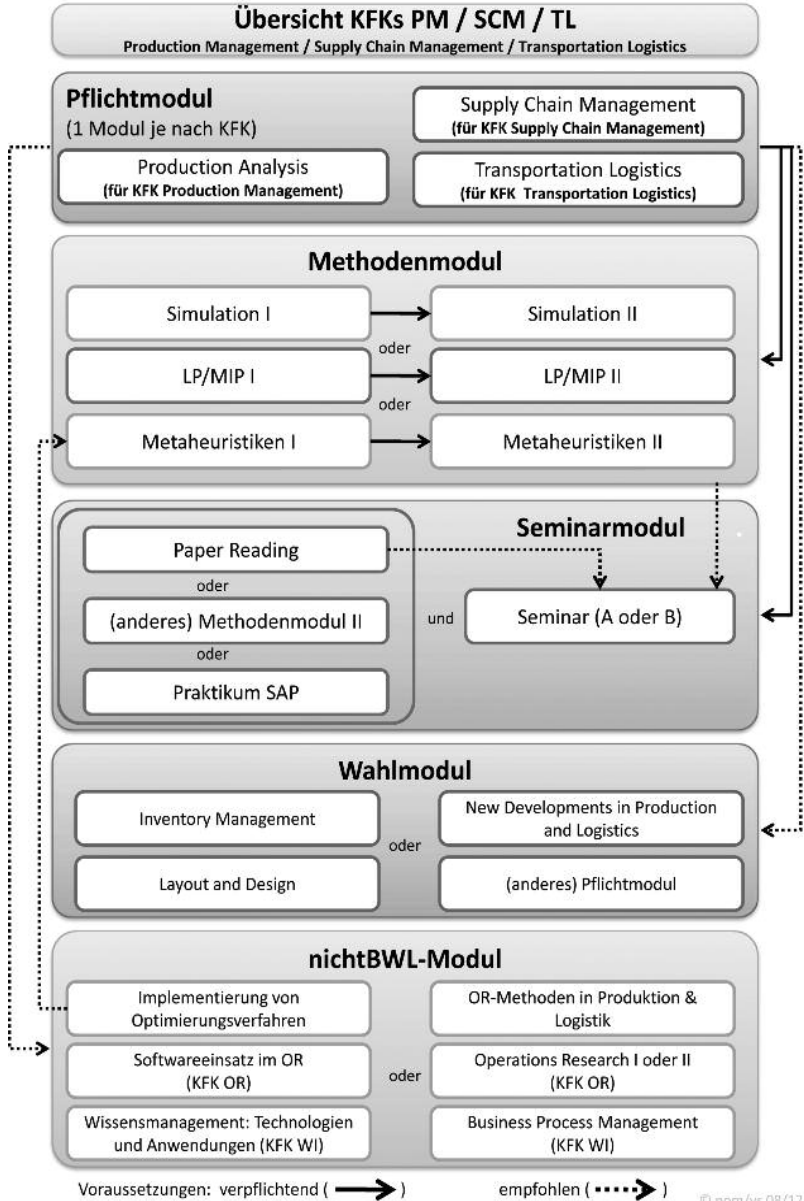 Übersicht KFKs PM / SCM / TL
Production Management / Supply Chain Management / Transportation Logistics
Pflichtmodul
(1 Modul je nach KFK)
Supply Chain Management
(für KFK Supply Chain Management)
Production Analysis
(für KFK Production Management)
Transportation Logistics
(für KFK Transportation Logistics)
Methodenmodul
Simulation I
Simulation II
oder
LP/MIP I
LP/MIP II
oder
Metaheuristiken I
Metaheuristiken II
Seminarmodul
Paper Reading
oder
(anderes) Methodenmodul II
oder
Praktikum SAP
und
Seminar (A oder B)
Wahlmodul
Inventory Management
New Developments in Production
and Logistics
oder
Layout and Design
(anderes) Pflichtmodul
nichtBWL-Modul
Implementierung von
Optimierungsverfahren
OR-Methoden in Produktion &
Logistik
Softwareeinsatz im OR
(KFK OR)
oder
Operations Research I oder II
(KFK OR)
Wissensmanagement: Technologien
und Anwendungen (KFK WI)
Business Process Management
(KFK WI)
Voraussetzungen: verpflichtend ( ) empfohlen ( )